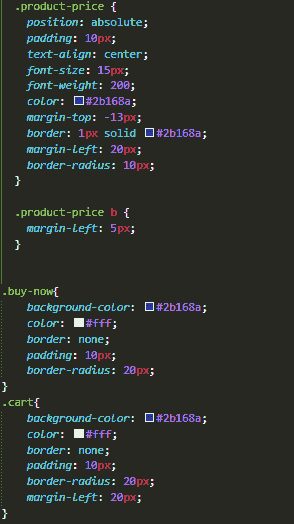 .product-price {
position: absolute;
padding: 10px;
text-align: center;
font-size: 15px;
font-weight: 200;
color: #2b168a;
margin-top: -13px;
border: 1px solid #2b168a;
margin-left: 20px;
border-radius: 10px;
}
.product-price b {
margin-left: 5px;
}
.buy-now{
background-color: #2b168a;
color: #fff;
border: none;
padding: 10px;
border-radius: 20px;
}
.cart{
background-color: #2b168a;
color: #fff;
border: none;
padding: 10px;
border-radius: 20px;
margin-left: 20px;
}